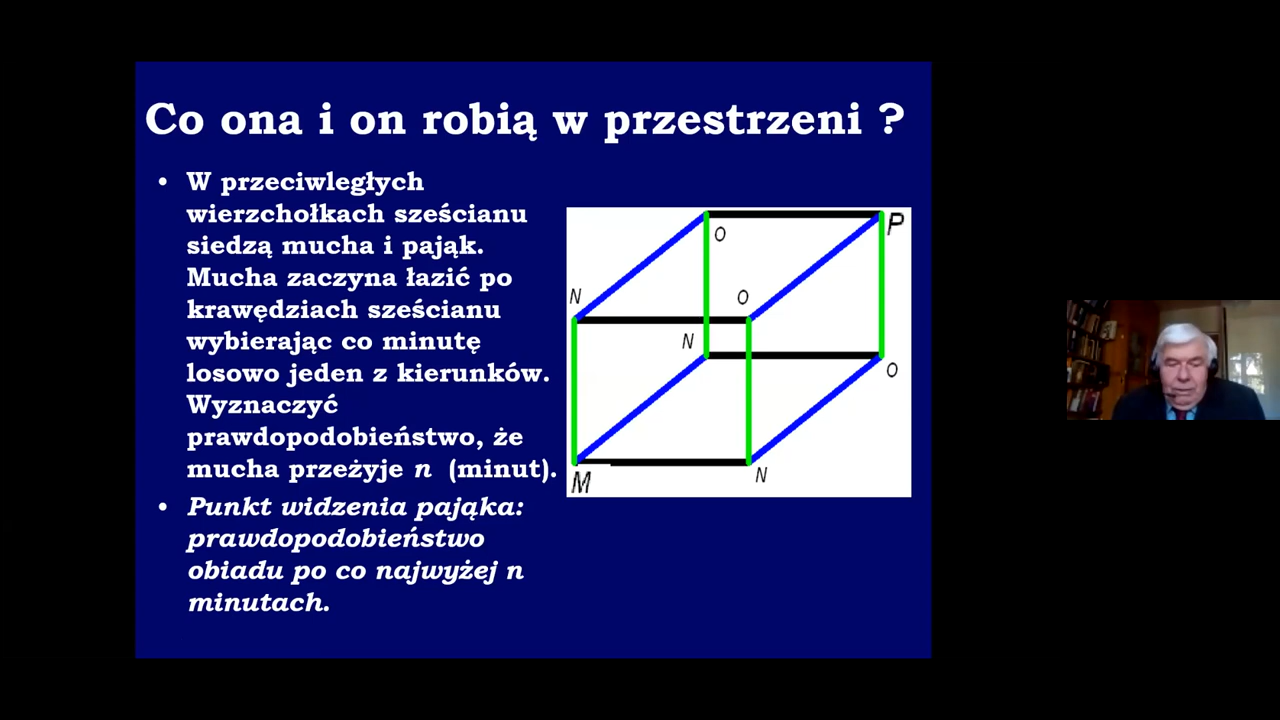 Co ona i on robią w przestrzeni ?
• W przeciwległych
wierzchołkach sześcianu
siedzą mucha i pająk.
Mucha zaczyna łazić po
krawędziach sześcianu
wybierając co minutę
losowo jeden z kierunków.
Wyznaczyć
prawdopodobieństwo, że
mucha przeżyje n (minut).
• Punkt widzenia pająka:
prawdopodobieństwo
obiadu po co najwyżej n
minutach.
O
P
N
O
N
O
M
N